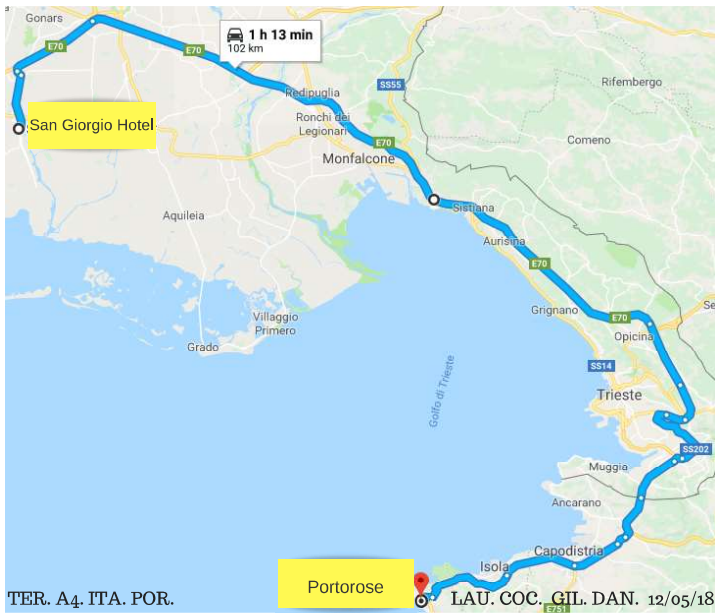 Gonars
E70
E70
1 h 13 min
102 km
SS55
Rifembergo
Redipuglia
San Giorgio Hotel
Ronchi dei
Legionari
E70
Comeno
Monfalcone
Aquileia
Sistiana
Aurisina
E70
Villaggio
Primero
Grignano
E70
Se
Opicina
Grado
Golfo di Trieste
SS14
Trieste
SS202
Muggia
Ancarano
Capodistria
Isola
Portorose
TER. A4. ITA. POR.
LAU. COC. GIL. DAN. 12/05/18
E751